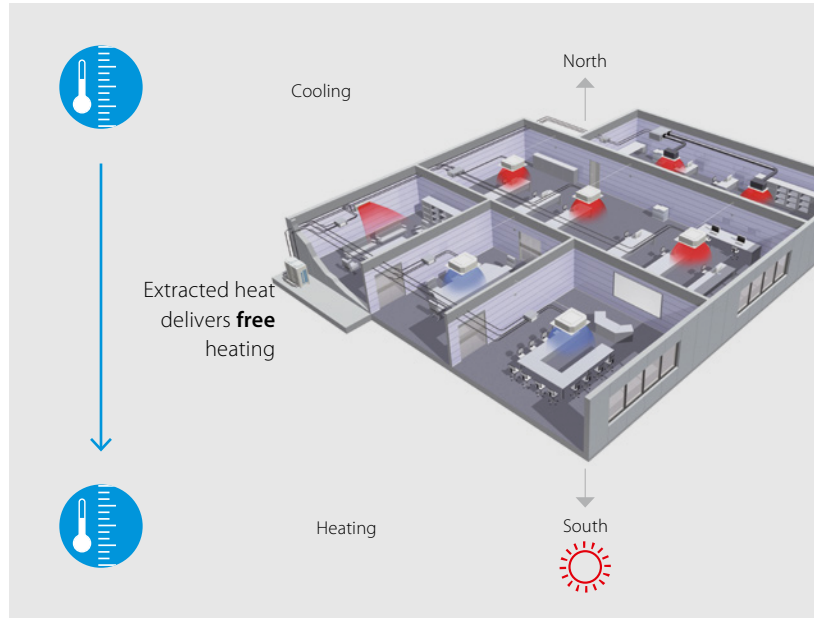 North
Cooling
Extracted heat
delivers free
heating
Heating
South